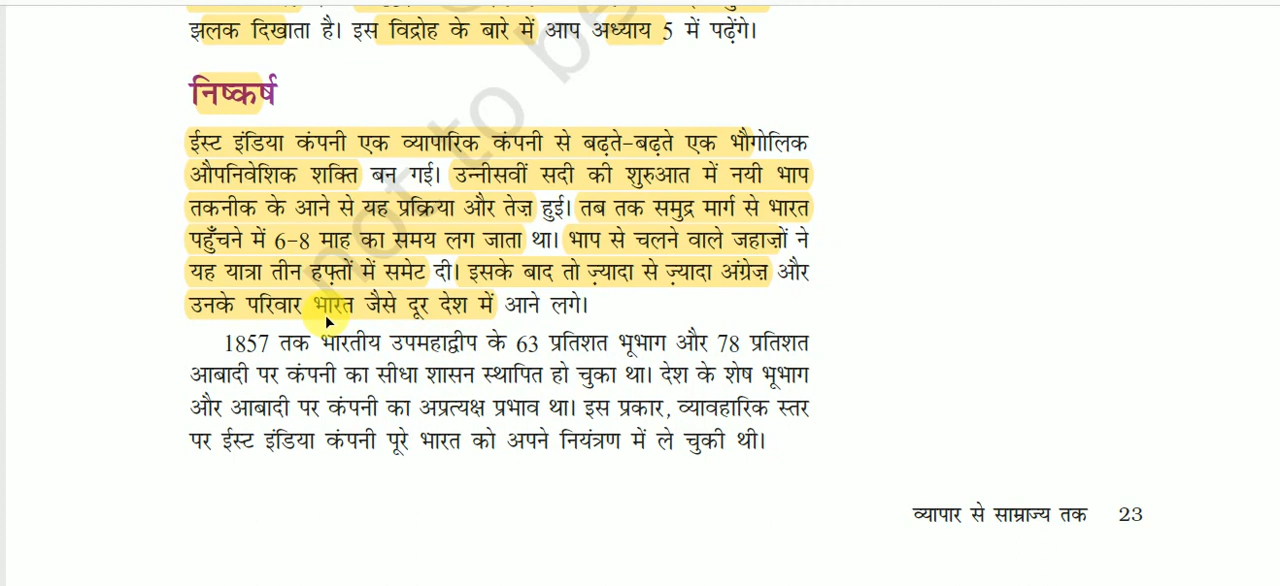 झलक दिखाता है। इस विद्रोह के बारे में आप अध्याय 5 में पढ़ेंगे।
निष्कर्ष
ईस्ट इंडिया कंपनी एक व्यापारिक कंपनी से बढ़ते-बढ़ते एक भौगोलिक
औपनिवेशिक शक्ति बन गई। उन्नीसवीं सदी की शुरुआत में नयी भाप
तकनीक के आने से यह प्रक्रिया और तेज़ हुई। तब तक समुद्र मार्ग से भारत
पहुँचने में 6-8 माह का समय लग जाता था। भाप से चलने वाले जहाज़ों ने
यह यात्रा तीन हफ़्तों में समेट दी। इसके बाद तो ज़्यादा से ज़्यादा अंग्रेज़ और
उनके परिवार भारत जैसे दूर देश में आने लगे।
1857 तक भारतीय उपमहाद्वीप के 63 प्रतिशत भूभाग और 78 प्रतिशत
आबादी पर कंपनी का सीधा शासन स्थापित हो चुका था। देश के शेष भूभाग
और आबादी पर कंपनी का अप्रत्यक्ष प्रभाव था। इस प्रकार, व्यावहारिक स्तर
पर ईस्ट इंडिया कंपनी पूरे भारत को अपने नियंत्रण में ले चुकी थी।
व्यापार से साम्राज्य तक 23
not to be